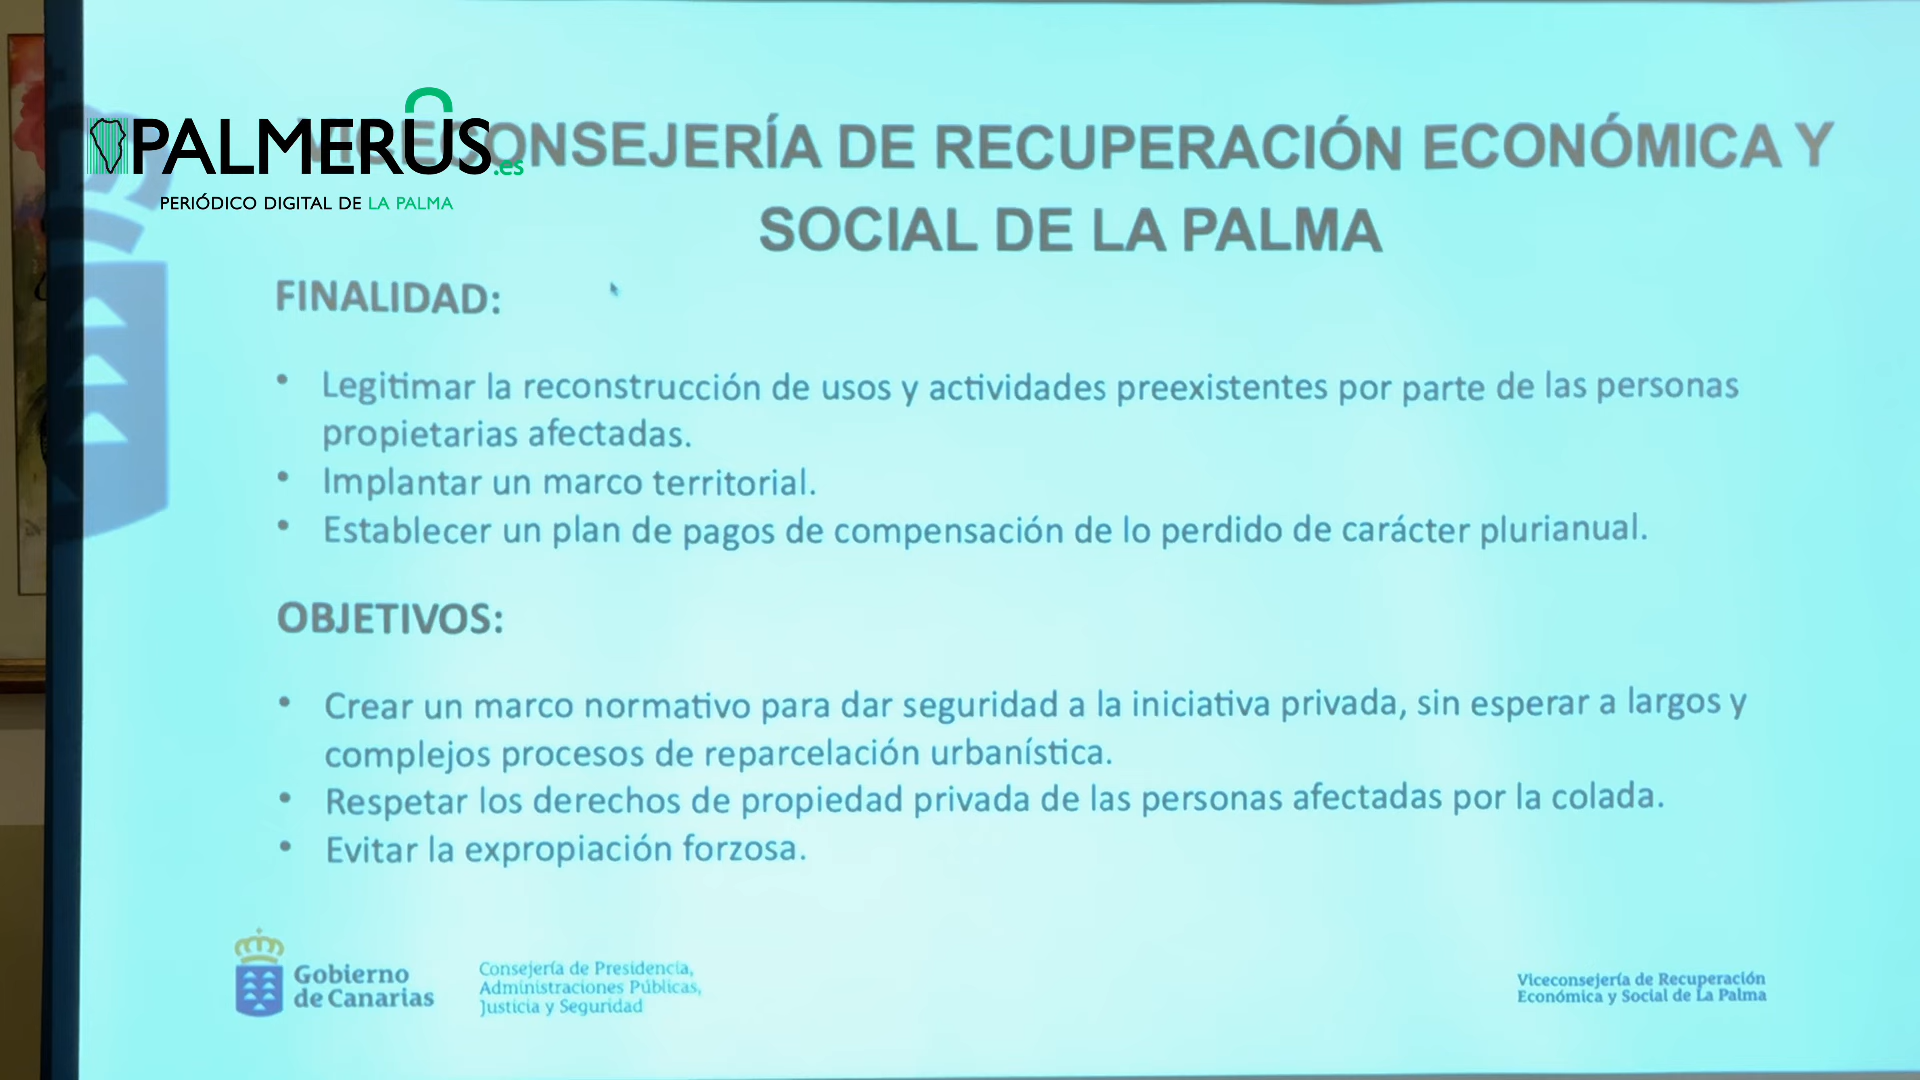 PALMERUS.es
PERIÓDICO DIGITAL DE LA PALMA
VICECONSEJERÍA DE RECUPERACIÓN ECONÓMICA Y
SOCIAL DE LA PALMA
FINALIDAD:
• Legitimar la reconstrucción de usos y actividades preexistentes por parte de las personas
propietarias afectadas.
• Implantar un marco territorial.
• Establecer un plan de pagos de compensación de lo perdido de carácter plurianual.
OBJETIVOS:
• Crear un marco normativo para dar seguridad a la iniciativa privada, sin esperar a largos y
complejos procesos de reparcelación urbanística.
• Respetar los derechos de propiedad privada de las personas afectadas por la colada.
• Evitar la expropiación forzosa.
Gobierno
de Canarias
Consejería de Presidencia,
Administraciones Públicas,
Justicia y Seguridad
Viceconsejería de Recuperación
Económica y Social de La Palma